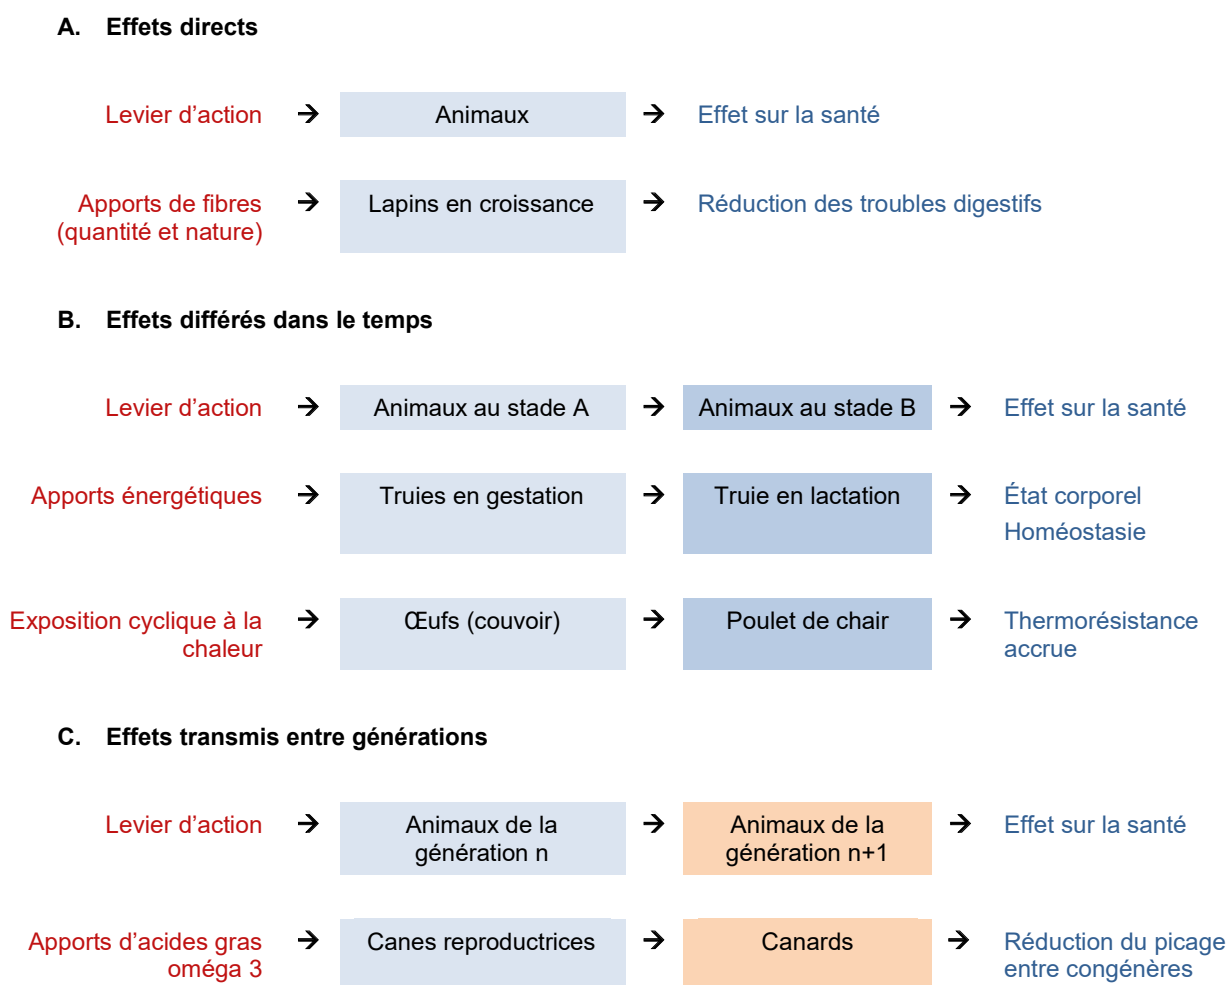 A. Effets directs
Levier d’action → Animaux → Effet sur la santé
Apports de fibres → Lapins en croissance → Réduction des troubles digestifs
(quantité et nature)
B. Effets différés dans le temps
Levier d’action → Animaux au stade A → Animaux au stade B → Effet sur la santé
Apports énergétiques → Truies en gestation → Truie en lactation → État corporel
Homéostasie
Exposition cyclique à la → Œufs (couvoir) → Poulet de chair → Thermorésistance
chaleur accrue
C. Effets transmis entre générations
Levier d’action → Animaux de la → Animaux de la → Effet sur la santé
génération n génération n+1
Apports d’acides gras → Canes reproductrices → Canards → Réduction du picage
oméga 3 entre congénères